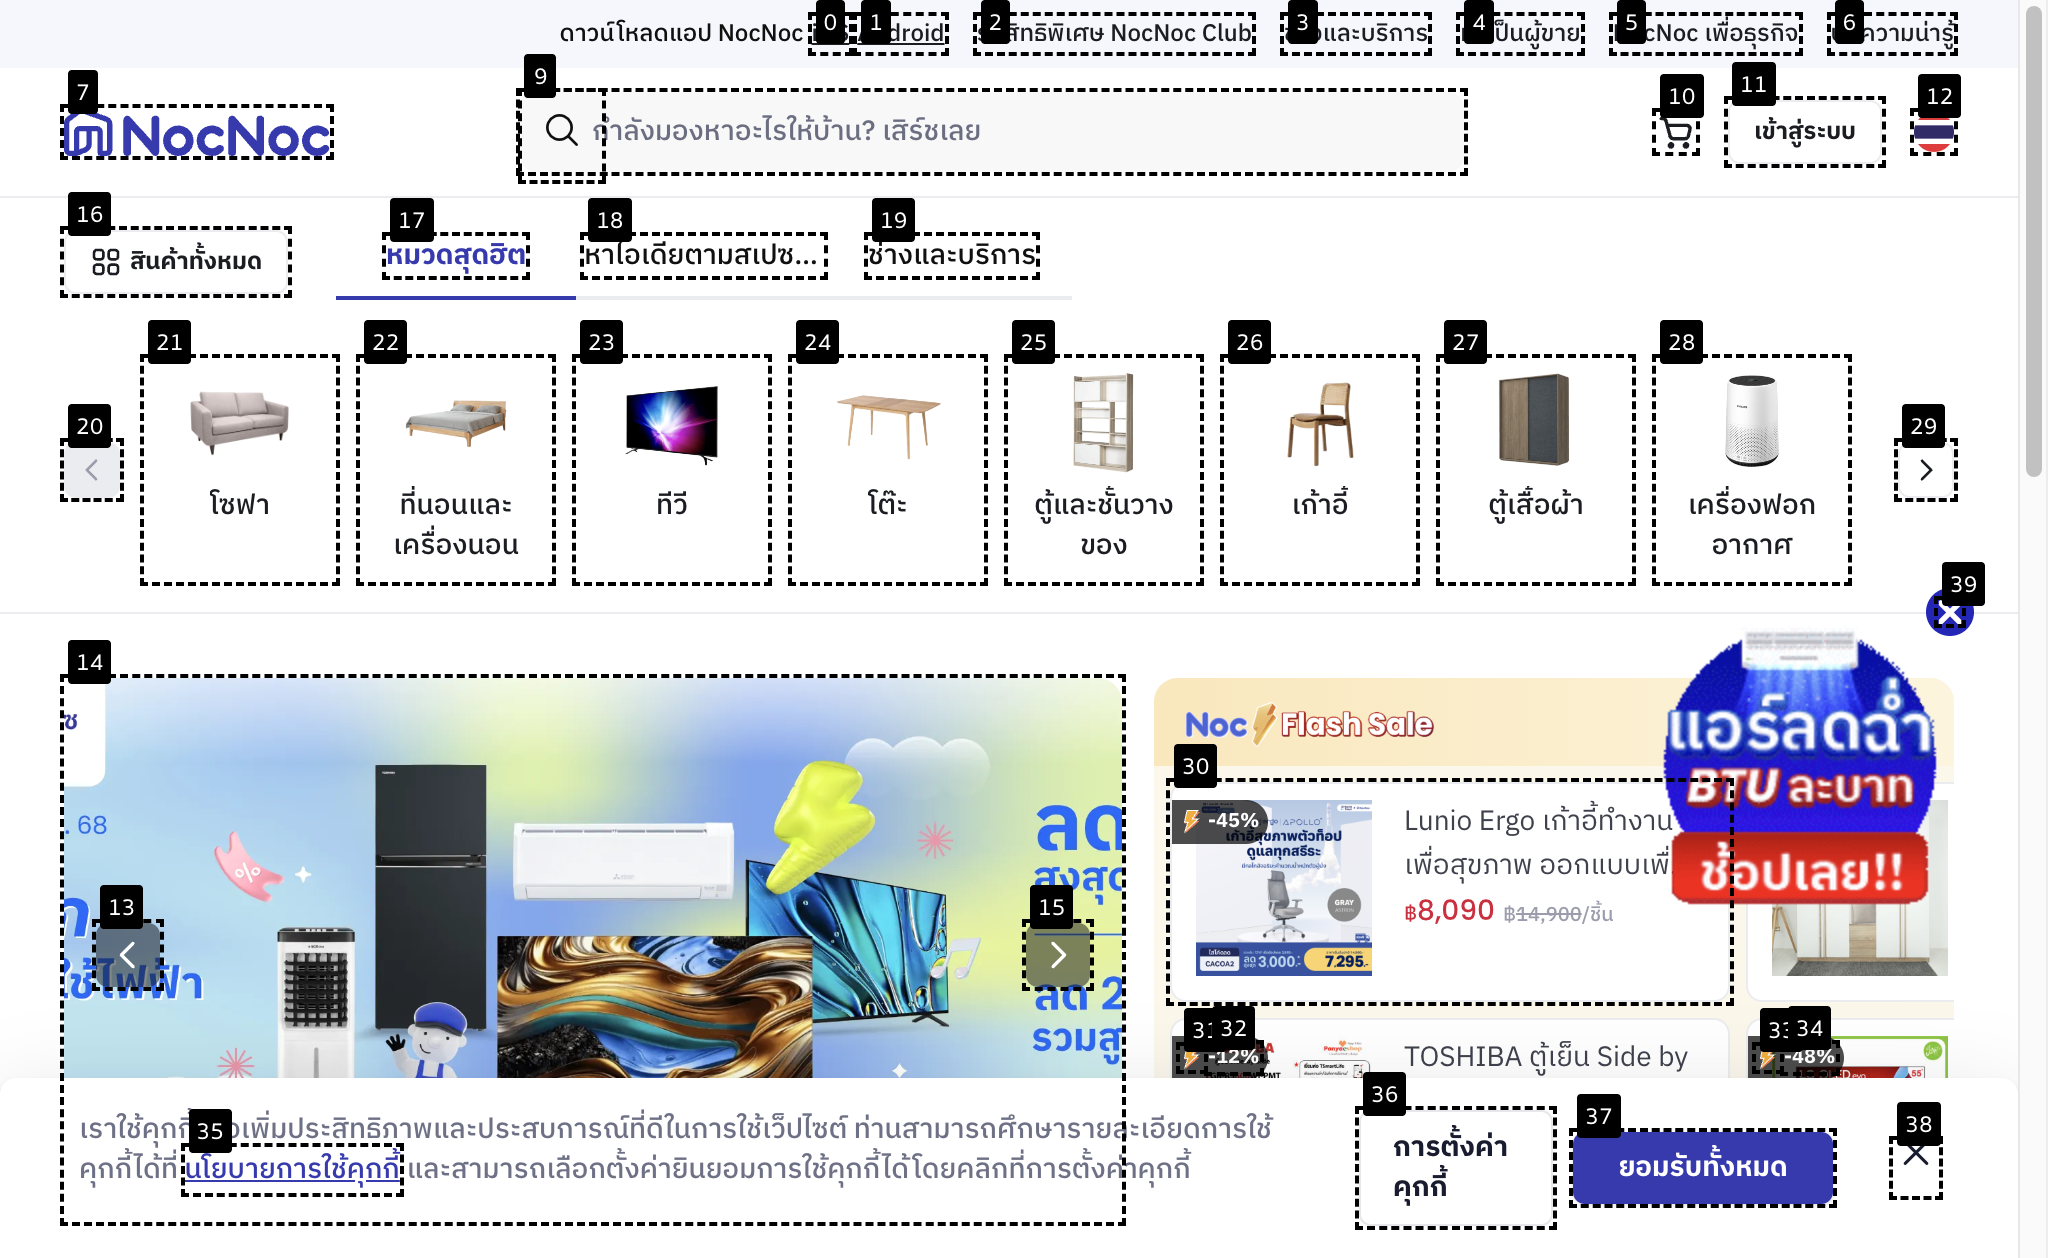 ดาวน์โหลดแอป NocNoc
สิทธิพิเศษ NocNoc Club
และบริการ
เป็นผู้ขาย
NocNoc เพื่อธุรกิจ
ความน่ารู้
NocNoc
กำลังมองหาอะไรให้บ้าน? เสิร์ชเลย
เข้าสู่ระบบ
สินค้าทั้งหมด
หมวดสุดฮิต
หาไอเดียตามสเปซ...
ช่างและบริการ
โซฟา
ที่นอนและ
เครื่องนอน
ทีวี
โต๊ะ
ตู้และชั้นวาง
ของ
เก้าอี้
ตู้เสื้อผ้า
เครื่องฟอก
อากาศ
0
1
2
3
4
5
6
7
9
10
11
12
16
17
18
19
20
21
22
23
24
25
26
27
28
29
39
14
13
15
30
31
32
33
34
35
36
37
38
. 68
ใช้ไฟฟ้า
ลด
สูงสุด
ลด 2
รวมสู
Noc Flash Sale
แอร์ลดฉ่ำ
BTU ละบาท
ช้อปเลย!!
-45%
APOLLO
เก้าอี้สุขภาพตัวท็อป
ดูแลทุกสรีระ
GRAY
CACOA2
ลด 3,000.-
7,295.-
Lunio Ergo เก้าอี้ทำงาน
เพื่อสุขภาพ ออกแบบเพื่
฿8,090 ฿14,900/ชิ้น
-12%
TOSHIBA ตู้เย็น Side by
-48%
เราใช้คุกกี้เพื่อเพิ่มประสิทธิภาพและประสบการณ์ที่ดีในการใช้เว็ปไซต์ ท่านสามารถศึกษารายละเอียดการใช้
คุกกี้ได้ที่ นโยบายการใช้คุกกี้ และสามารถเลือกตั้งค่ายินยอมการใช้คุกกี้ได้โดยคลิกที่การตั้งค่าคุกกี้
การตั้งค่า
คุกกี้
ยอมรับทั้งหมด